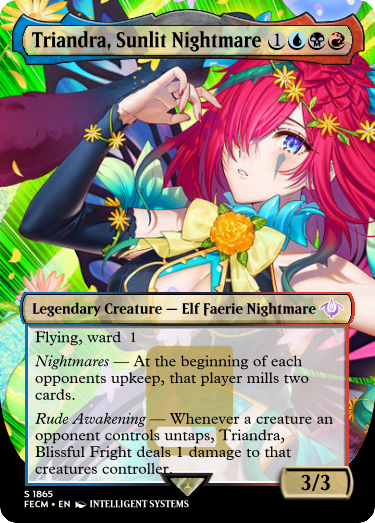 Triandra, Sunlit Nightmare 1
Legendary Creature — Elf Faerie Nightmare
Flying, ward 1
Nightmares — At the beginning of each
opponents upkeep, that player mills two
cards.
Rude Awakening — Whenever a creature an
opponent controls untaps, Triandra,
Blissful Fright deals 1 damage to that
creatures controller.
3/3
S 1865
FECM • EN INTELLIGENT SYSTEMS